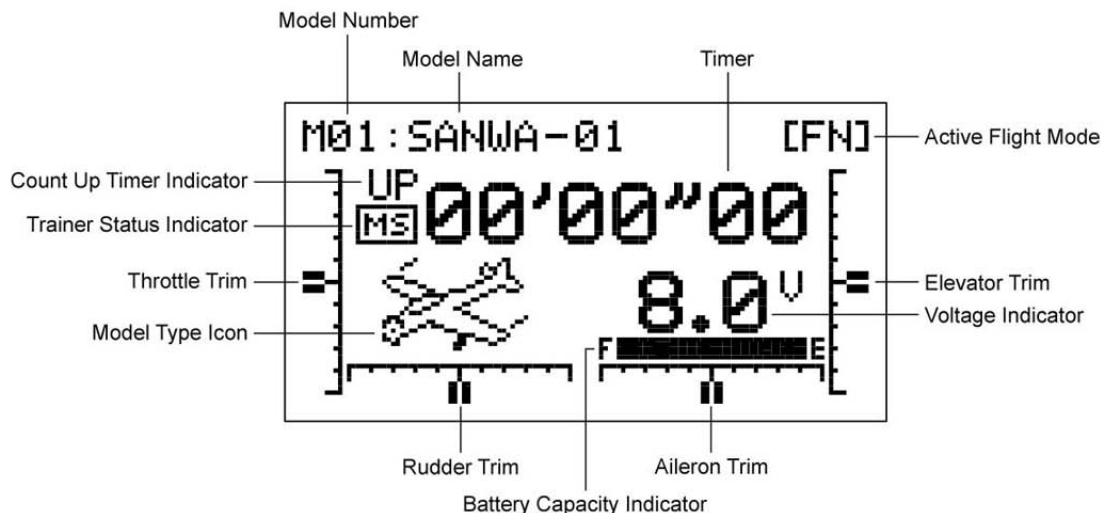 Model Number
Model Name
Timer
M01:SANWA-01 [FN]
Active Flight Mode
Count Up Timer Indicator
UP
00'00"00
Trainer Status Indicator
MS
Throttle Trim
Elevator Trim
8.0V
Voltage Indicator
Model Type Icon
F E
Rudder Trim
Aileron Trim
Battery Capacity Indicator